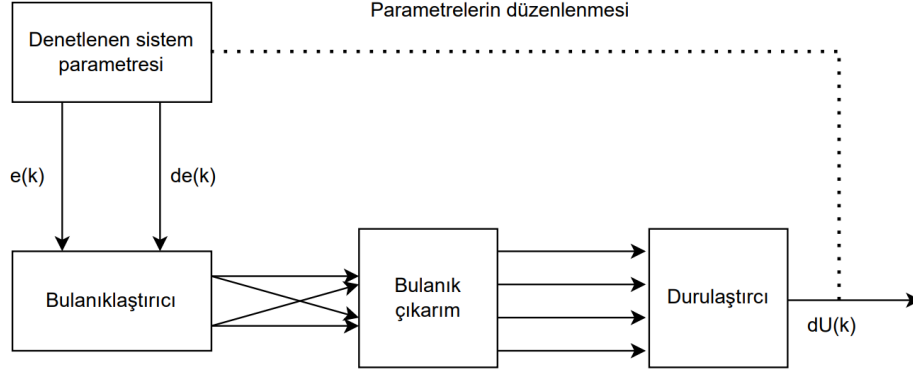 Parametrelerin düzenlenmesi
Denetlenen sistem
parametresi
e(k)
de(k)
Bulanıklaştırıcı
Bulanık
çıkarım
Durulaştırcı
dU(k)